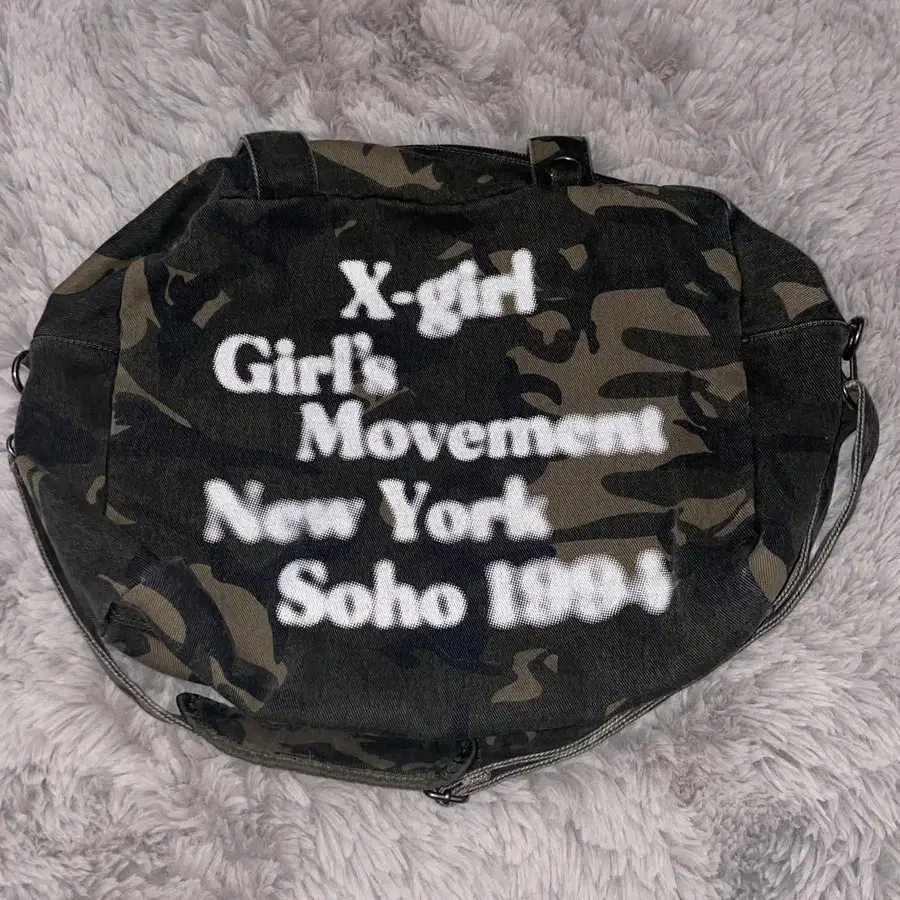 X-girl
Girl's
Movement
New York
Soho 1994